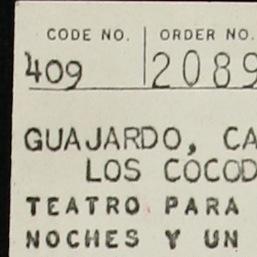 CODE NO. ORDER NO.
409 2089
GUAJARDO, CA
LOS COCOD
TEATRO PARA
NOCHES Y UN